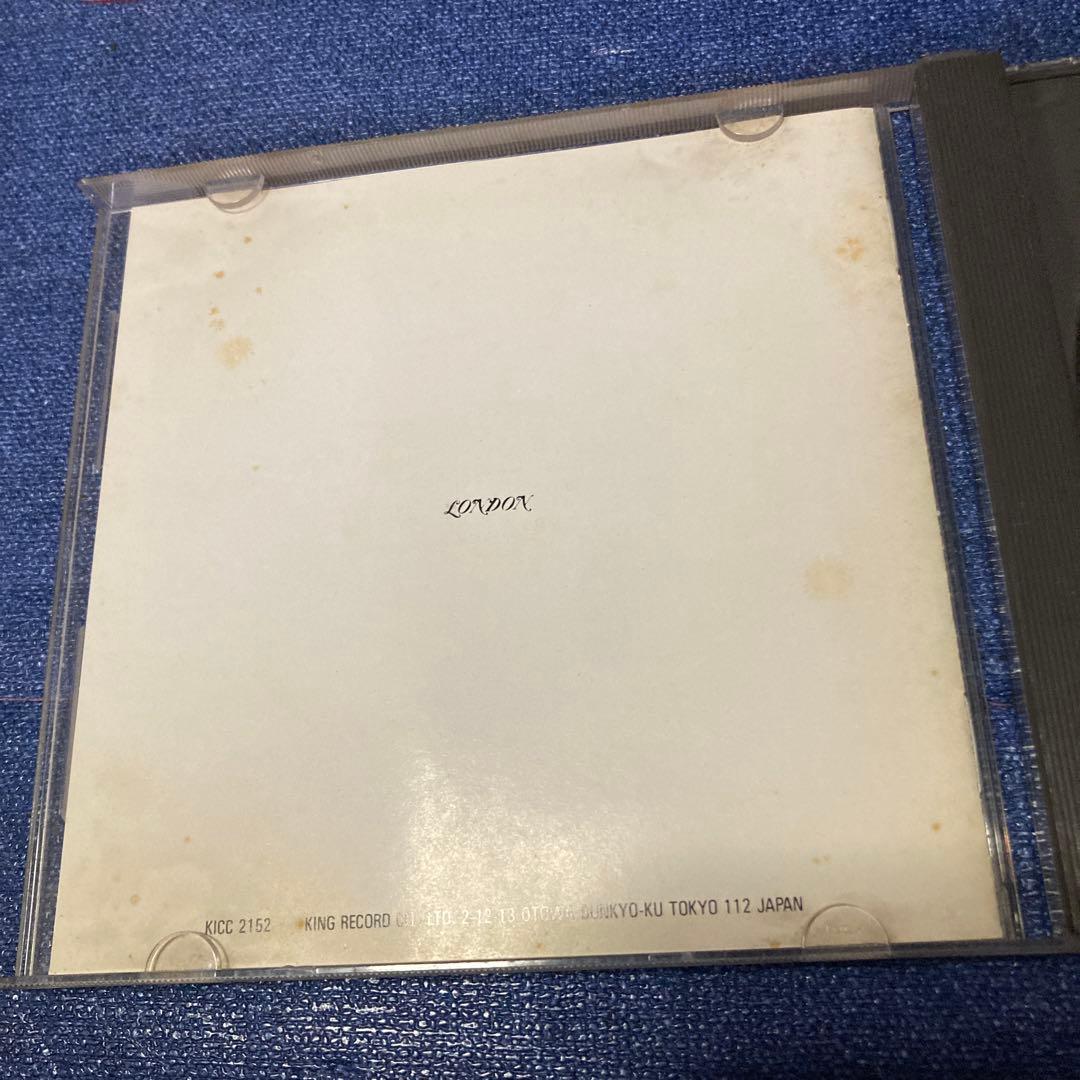 LONDON
KICC 2152 KING RECORD CO., LTD. 2-12-13 OTOWA, BUNKYO-KU TOKYO 112 JAPAN